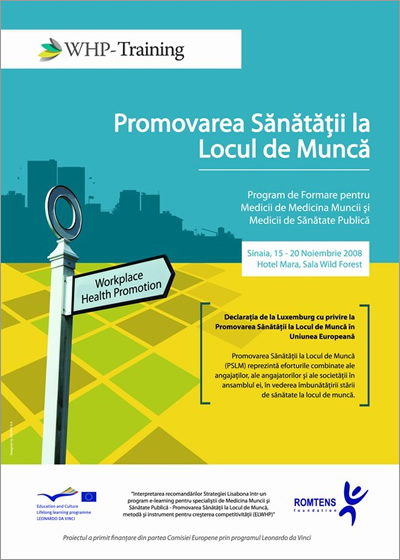 WHP-Training
Promovarea Sănătăţii la
Locul de Muncă
Program de Formare pentru
Medicii de Medicina Muncii şi
Medicii de Sănătate Publică
Sinaia, 15 - 20 Noiembrie 2008
Hotel Mara, Sala Wild Forest
Workplace
Health Promotion
Declaraţia de la Luxemburg cu privire la
Promovarea Sănătăţii la Locul de Muncă în
Uniunea Europeană
Promovarea Sănătăţii la Locul de Muncă
(PSLM) reprezintă eforturile combinate ale
angajaţilor, ale angajatorilor şi ale societăţii în
ansamblul ei, în vederea îmbunătăţirii stării
de sănătate la locul de muncă.
Education and Culture
Lifelong learning programme
LEONARDO DA VINCI
"Interpretarea recomandărilor Strategiei Lisabona într-un
program e-learning pentru specialiştii de Medicina Muncii şi
Sănătate Publică - Promovarea Sănătăţii la Locul de Muncă,
metodă şi instrument pentru creşterea competitivităţii (ELWHP)"
ROMTENS
foundation
Proiectul a primit finanţare din partea Comisiei Europene prin programul Leonardo da Vinci